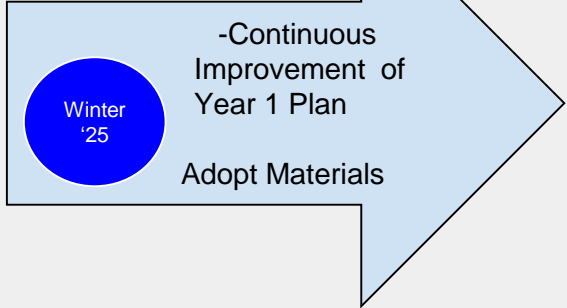 -Continuous
Improvement of
Year 1 Plan
Winter
‘25
Adopt Materials